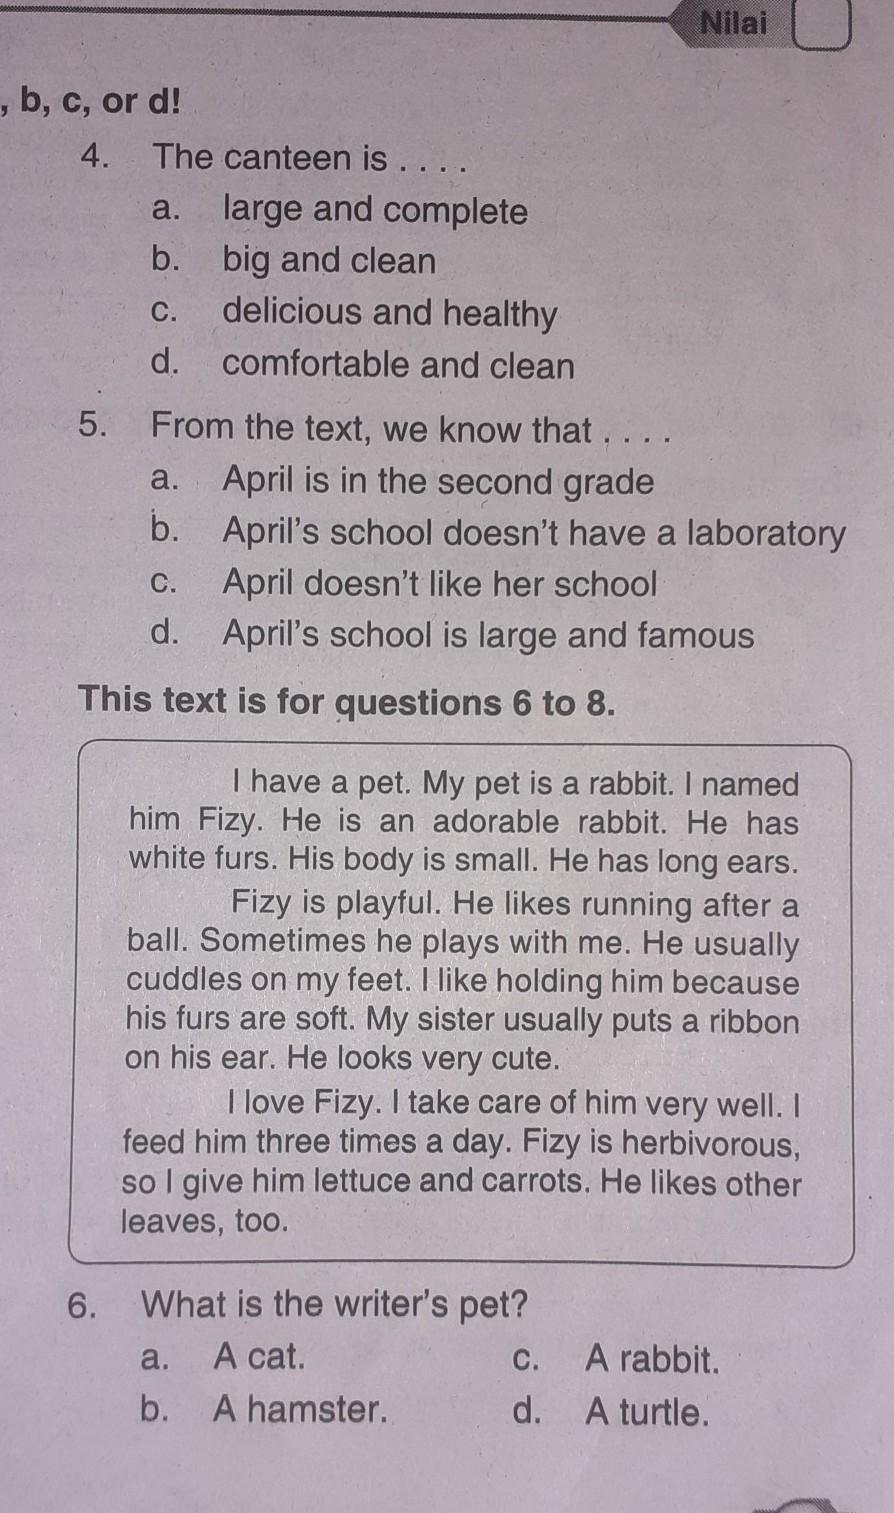 Nilai
, b, c, or d!
4. The canteen is . . . .
a. large and complete
b. big and clean
c. delicious and healthy
d. comfortable and clean
5. From the text, we know that . . . .
a. April is in the second grade
b. April's school doesn't have a laboratory
c. April doesn't like her school
d. April's school is large and famous
This text is for questions 6 to 8.
I have a pet. My pet is a rabbit. I named
him Fizy. He is an adorable rabbit. He has
white furs. His body is small. He has long ears.
Fizy is playful. He likes running after a
ball. Sometimes he plays with me. He usually
cuddles on my feet. I like holding him because
his furs are soft. My sister usually puts a ribbon
on his ear. He looks very cute.
I love Fizy. I take care of him very well. I
feed him three times a day. Fizy is herbivorous,
so I give him lettuce and carrots. He likes other
leaves, too.
6. What is the writer's pet?
a. A cat. c. A rabbit.
b. A hamster. d. A turtle.